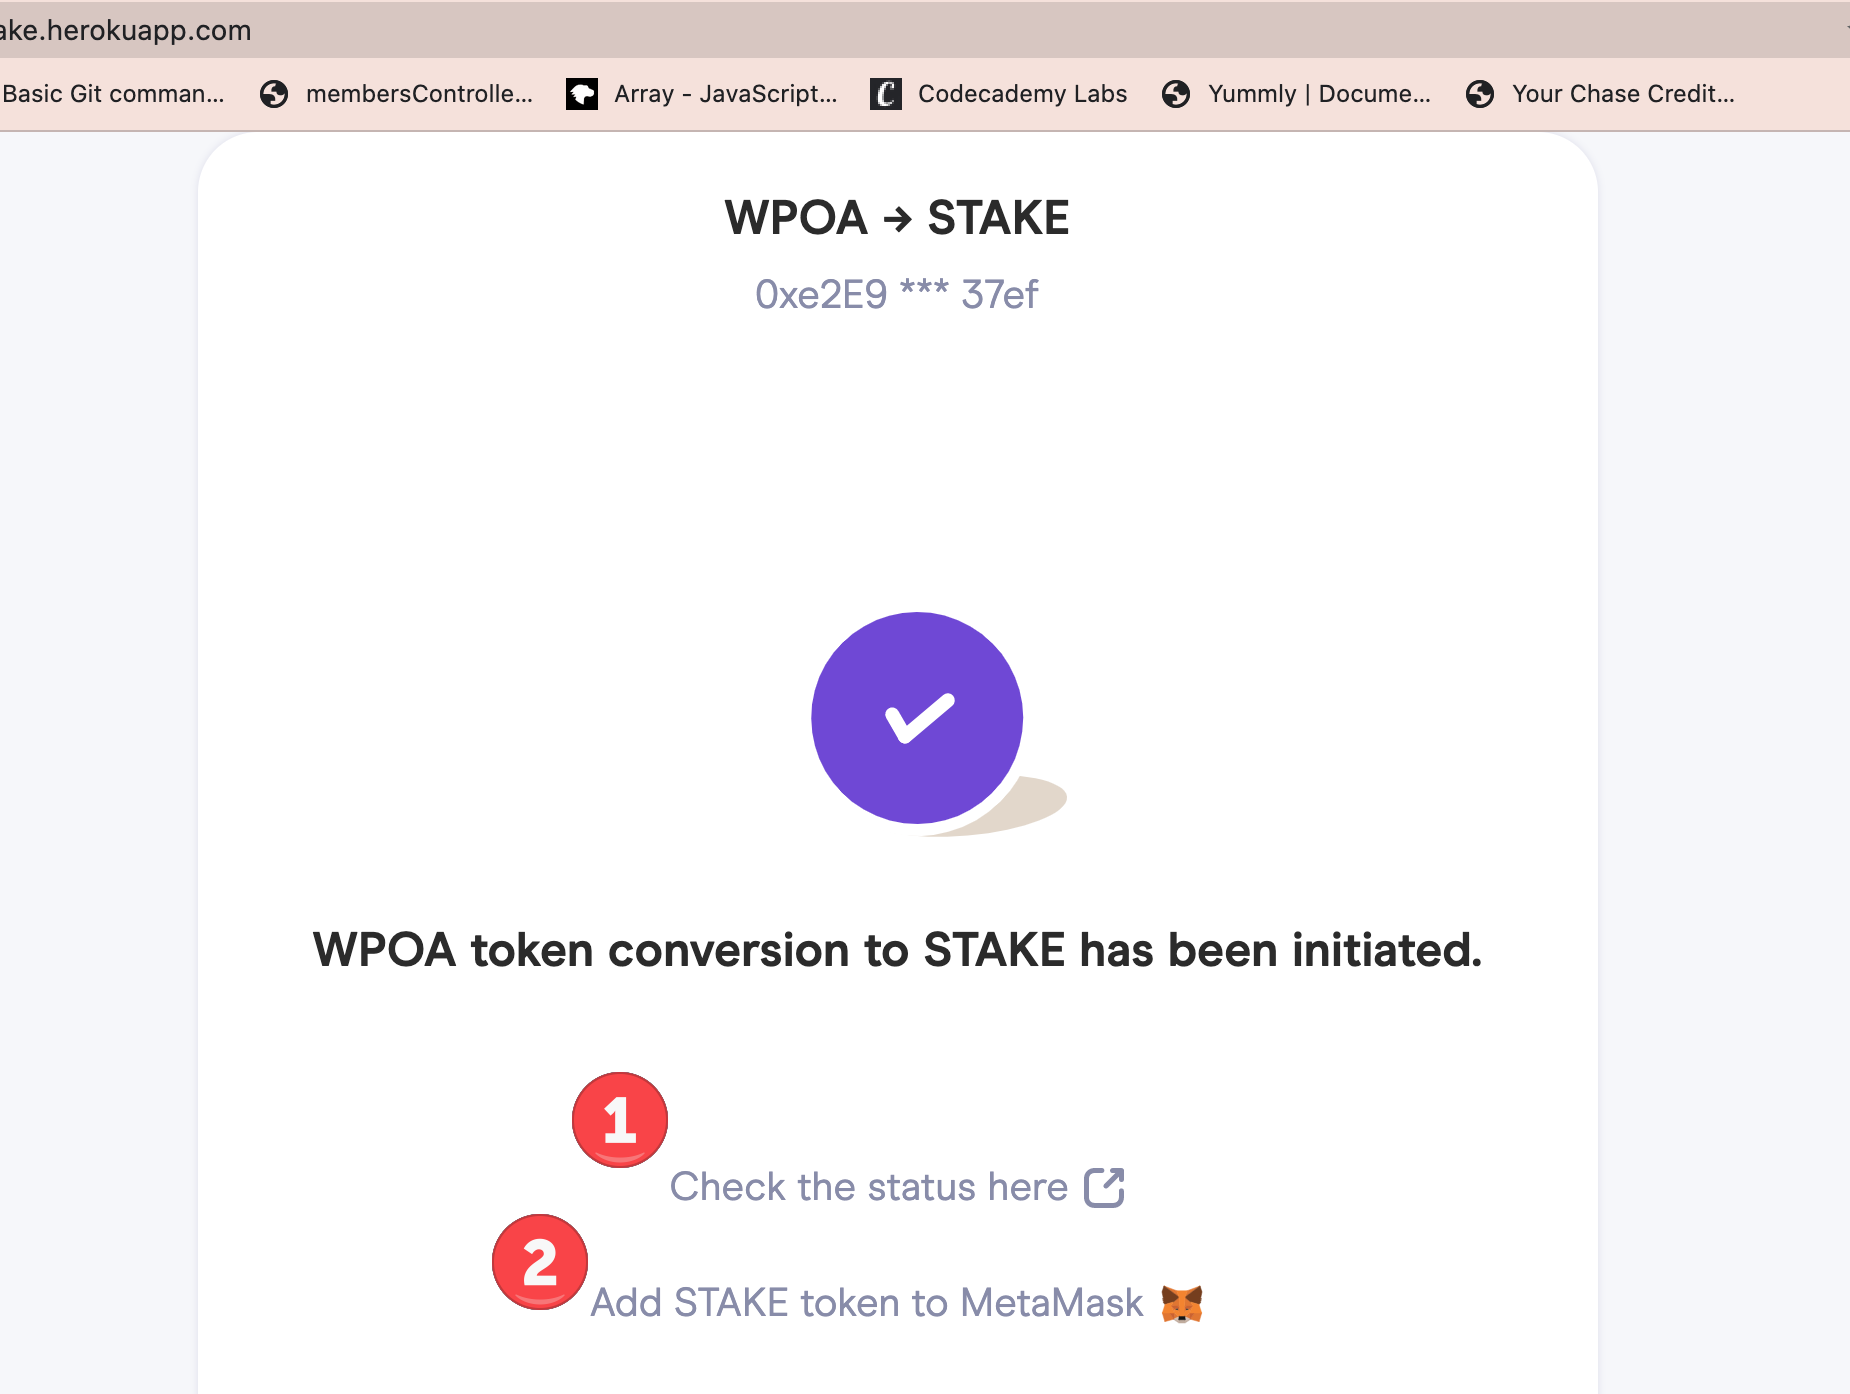 ake.herokuapp.com
Basic Git comman... membersControlle... Array - JavaScript... C Codecademy Labs Yummly | Docume... Your Chase Credit...
WPOA → STAKE
0xe2E9 *** 37ef
WPOA token conversion to STAKE has been initiated.
1
Check the status here
2
Add STAKE token to MetaMask